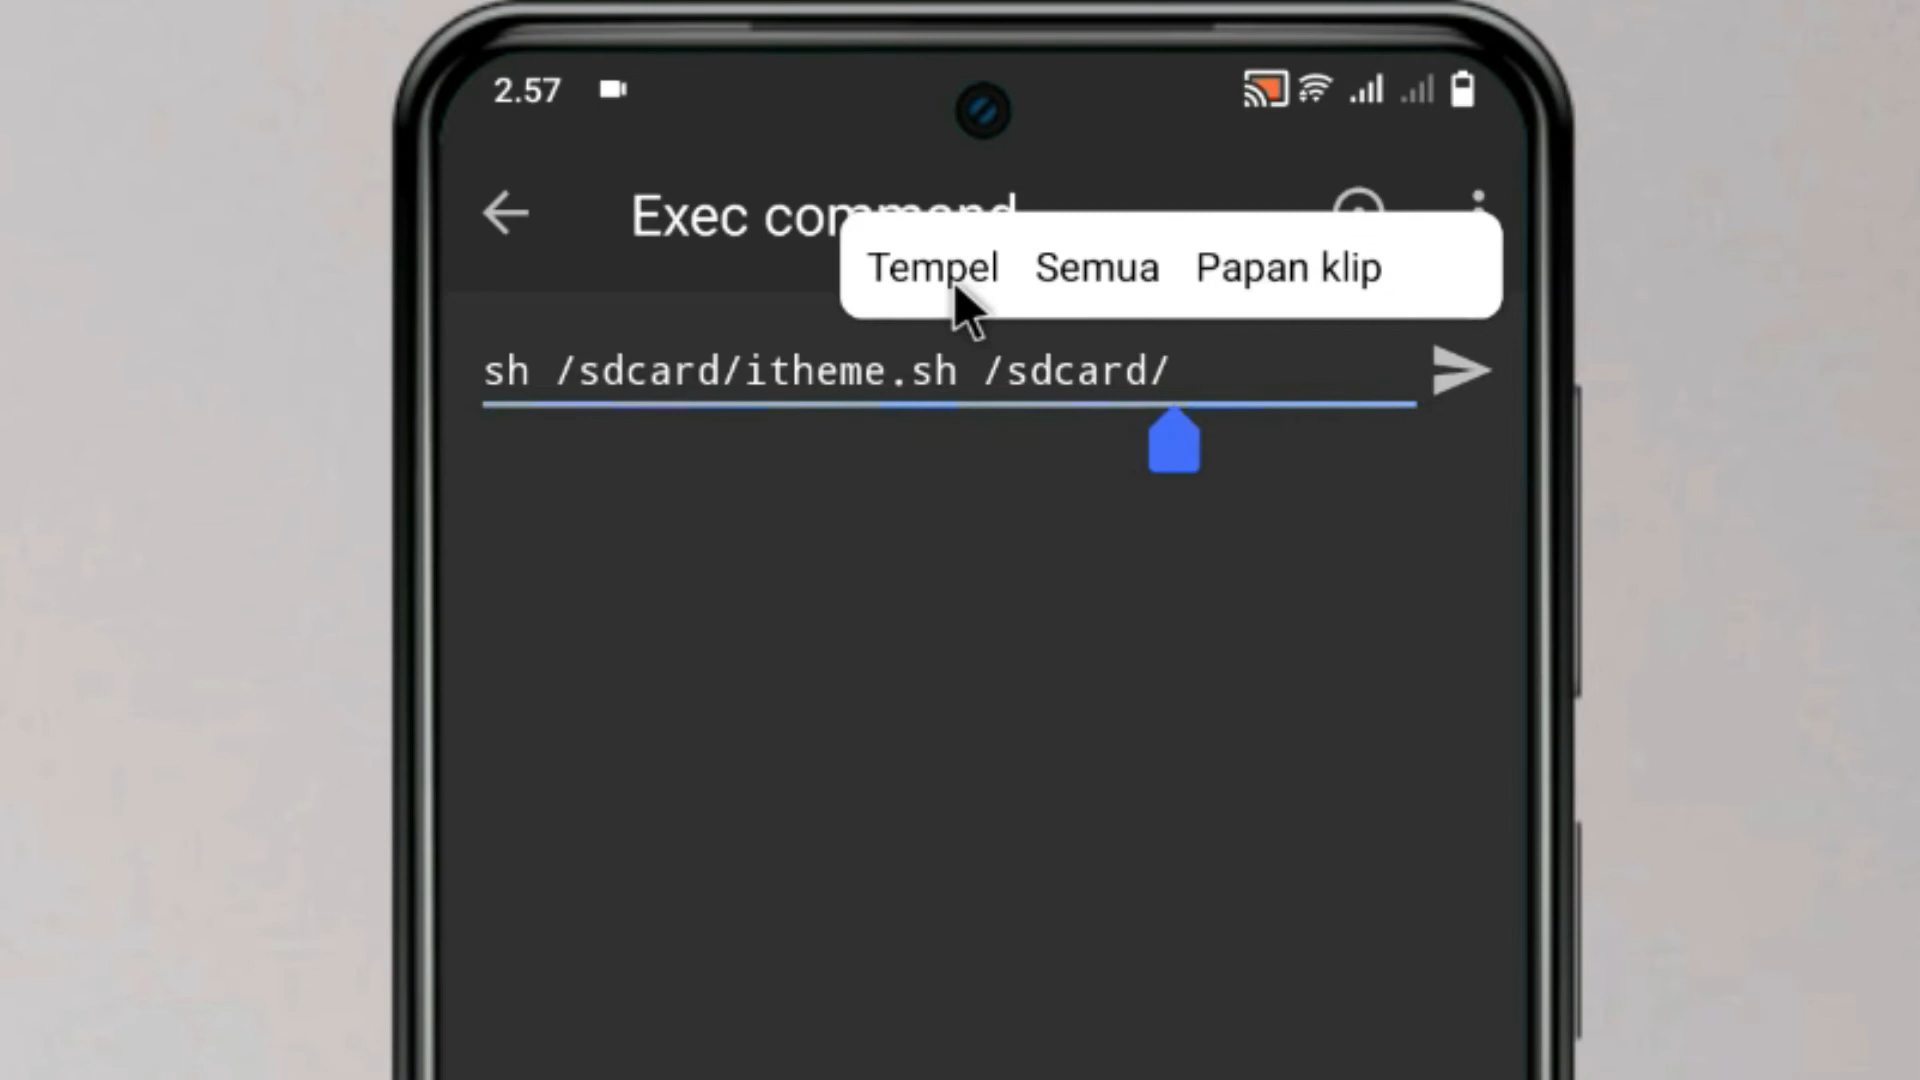 2.57
Exec command
Tempel Semua Papan klip
sh /sdcard/itheme.sh /sdcard/